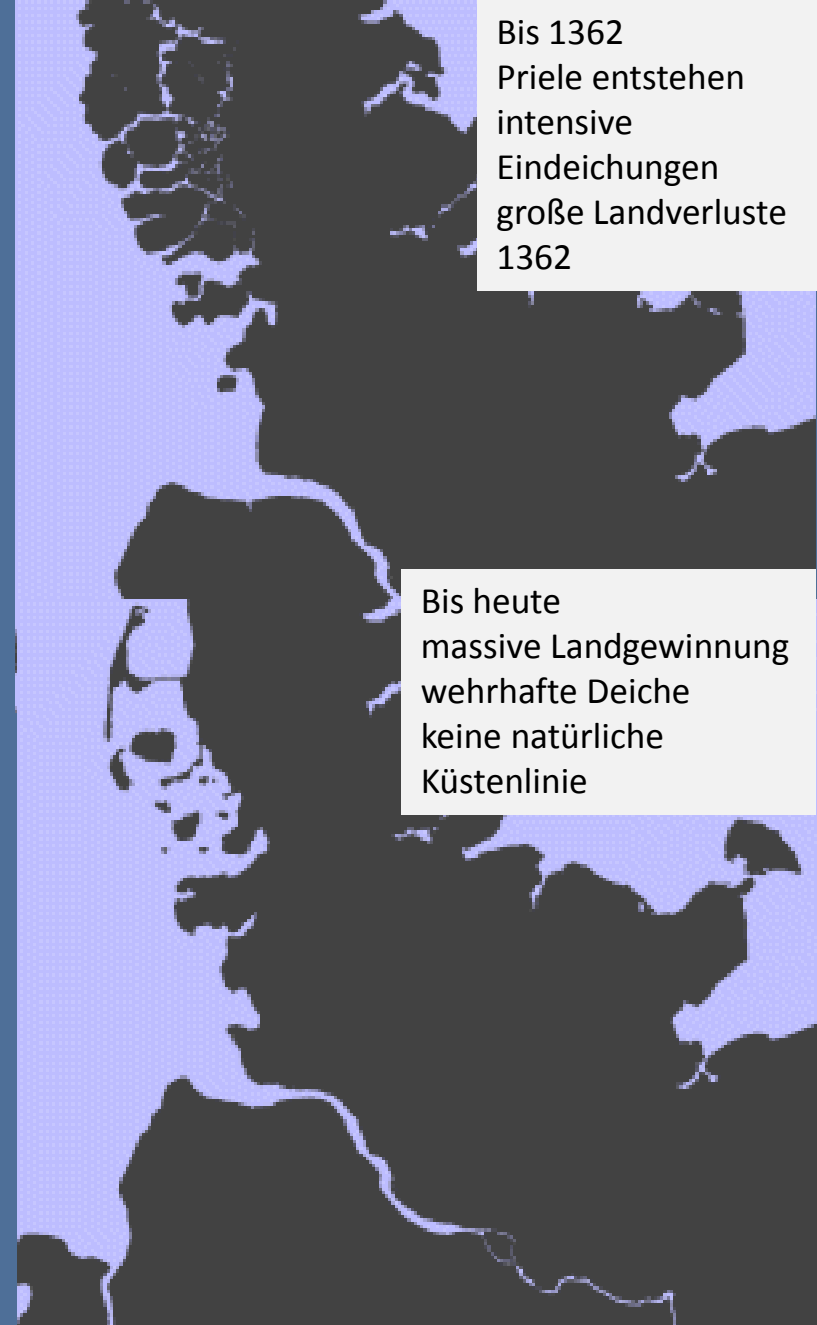 Bis 1362
Priele entstehen
intensive
Eindeichungen
große Landverluste
1362
Bis heute
massive Landgewinnung
wehrhafte Deiche
keine natürliche
Küstenlinie